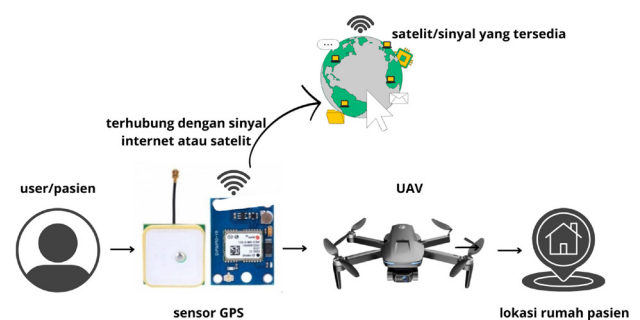 satelit/sinyal yang tersedia
terhubung dengan sinyal
internet atau satelit
user/pasien
UAV
sensor GPS
lokasi rumah pasien